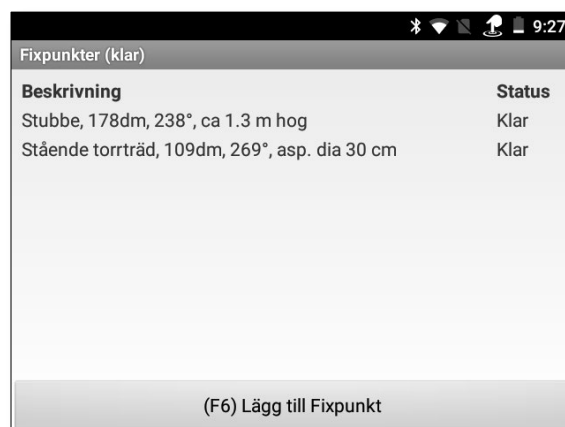 9:27
Fixpunkter (klar)
Beskrivning Status
Stubbe, 178dm, 238°, ca 1.3 m hog Klar
Stående torrträd, 109dm, 269°, asp. dia 30 cm Klar
(F6) Lägg till Fixpunkt